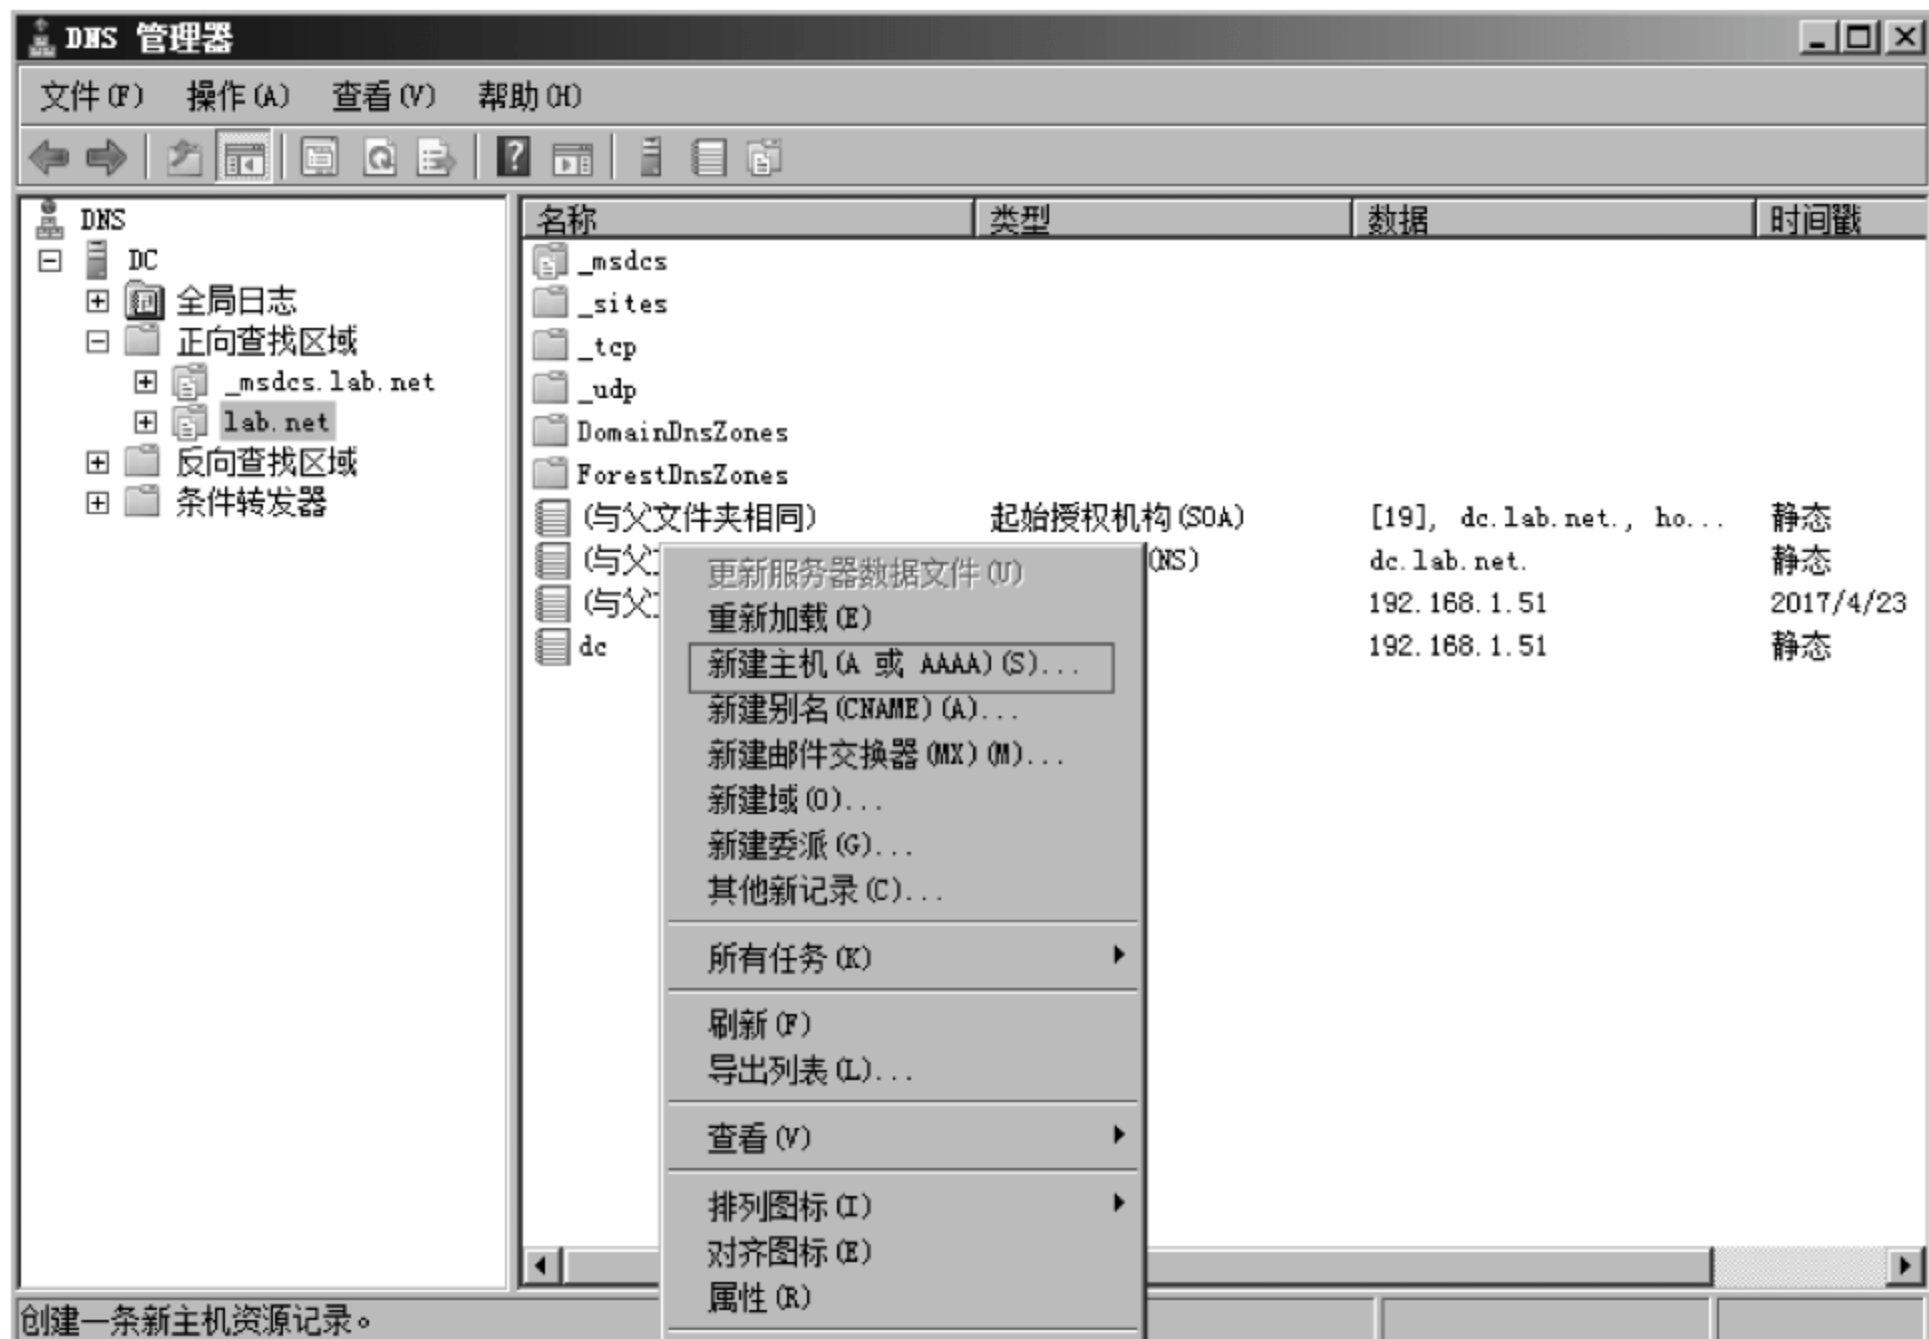 DNS 管理器
文件(F) 操作(A) 查看(V) 帮助(H)
DNS
DC
全局日志
正向查找区域
_msdcs.lab.net
lab.net
反向查找区域
条件转发器
名称 类型 数据 时间戳
_msdcs
_sites
_tcp
_udp
DomainDnsZones
ForestDnsZones
(与父文件夹相同) 起始授权机构(SOA) [19], dc.lab.net., ho... 静态
(与父 (NS) dc.lab.net. 静态
(与父 192.168.1.51 2017/4/23
dc 192.168.1.51 静态
更新服务器数据文件(U)
重新加载(E)
新建主机(A 或 AAAA)(S)...
新建别名(CNAME)(A)...
新建邮件交换器(MX)(M)...
新建域(O)...
新建委派(G)...
其他新记录(C)...
所有任务(K)
刷新(F)
导出列表(L)...
查看(V)
排列图标(I)
对齐图标(E)
属性(R)
创建一条新主机资源记录。